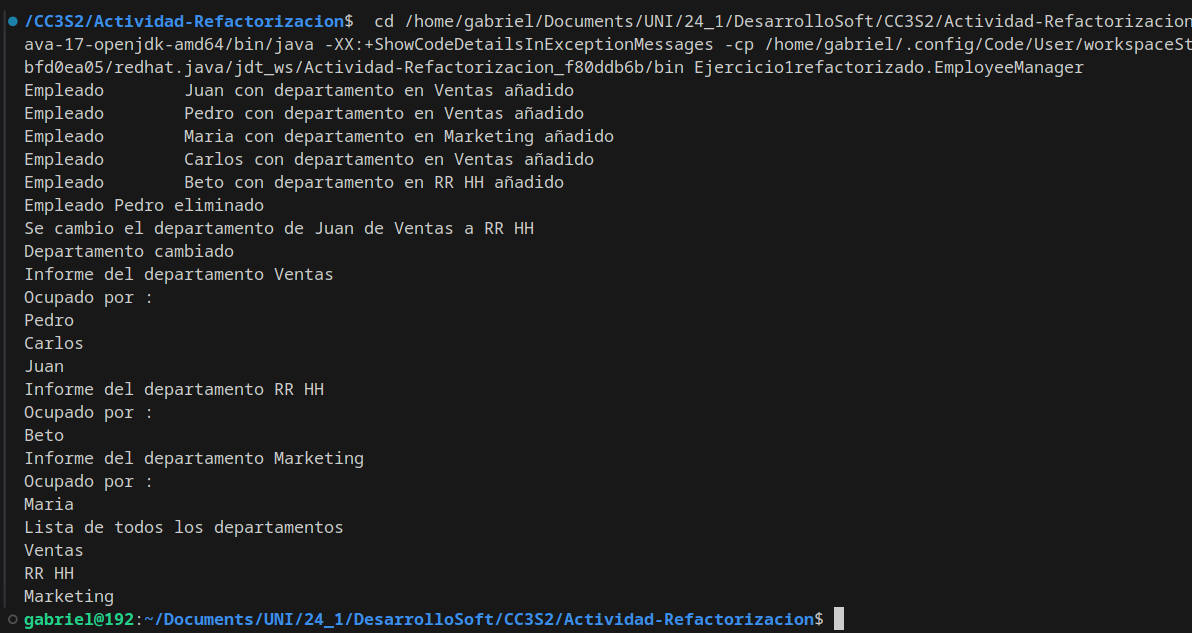 /CC3S2/Actividad-Refactorizacion$  cd /home/gabriel/Documents/UNI/24_1/DesarrolloSoft/CC3S2/Actividad-Refactorizacion
ava-17-openjdk-amd64/bin/java -XX:+ShowCodeDetailsInExceptionMessages -cp /home/gabriel/.config/Code/User/workspaceSt
bfd0ea05/redhat.java/jdt_ws/Actividad-Refactorizacion_f80ddb6b/bin Ejercicio1refactorizado.EmployeeManager
Empleado        Juan con departamento en Ventas añadido
Empleado        Pedro con departamento en Ventas añadido
Empleado        Maria con departamento en Marketing añadido
Empleado        Carlos con departamento en Ventas añadido
Empleado        Beto con departamento en RR HH añadido
Empleado Pedro eliminado
Se cambio el departamento de Juan de Ventas a RR HH
Departamento cambiado
Informe del departamento Ventas
Ocupado por :
Pedro
Carlos
Juan
Informe del departamento RR HH
Ocupado por :
Beto
Informe del departamento Marketing
Ocupado por :
Maria
Lista de todos los departamentos
Ventas
RR HH
Marketing
gabriel@192:~/Documents/UNI/24_1/DesarrolloSoft/CC3S2/Actividad-Refactorizacion$